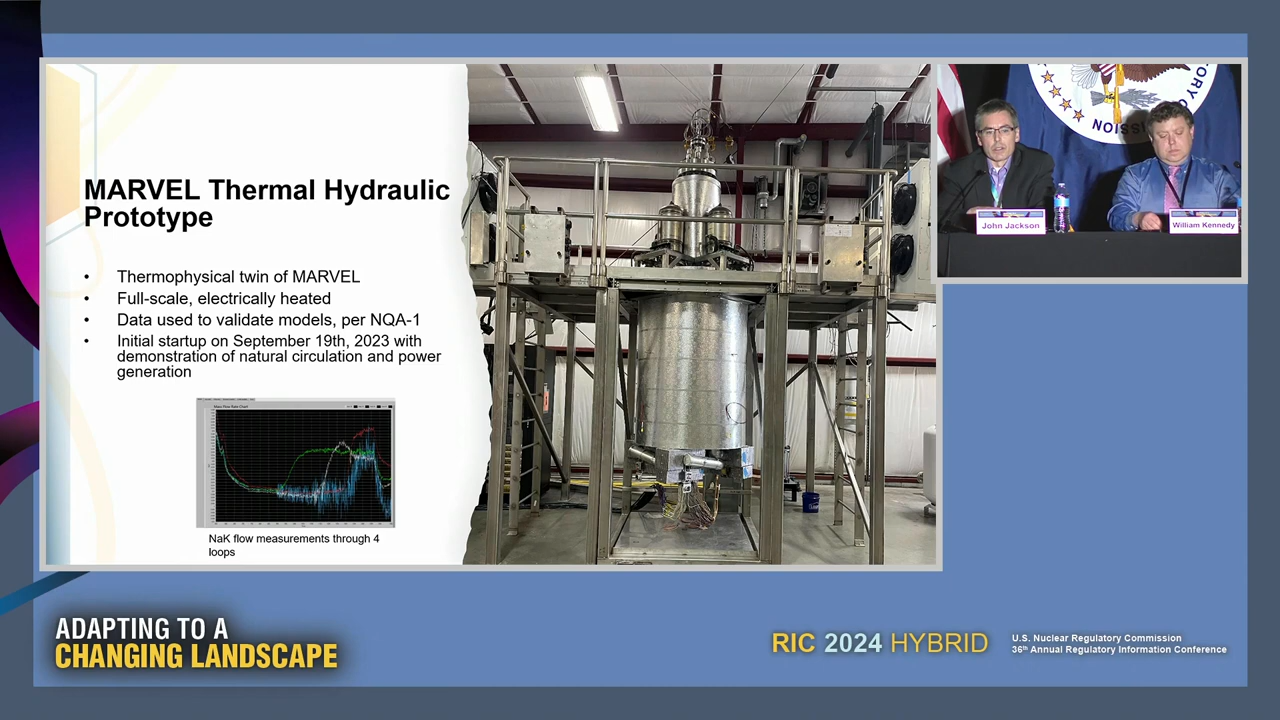 MARVEL Thermal Hydraulic
Prototype
• Thermophysical twin of MARVEL
• Full-scale, electrically heated
• Data used to validate models, per NQA-1
• Initial startup on September 19th, 2023 with
demonstration of natural circulation and power
generation
NaK flow measurements through 4
loops
John Jackson
William Kennedy
ADAPTING TO A
CHANGING LANDSCAPE
RIC 2024 HYBRID
U.S. Nuclear Regulatory Commission
36th Annual Regulatory Information Conference